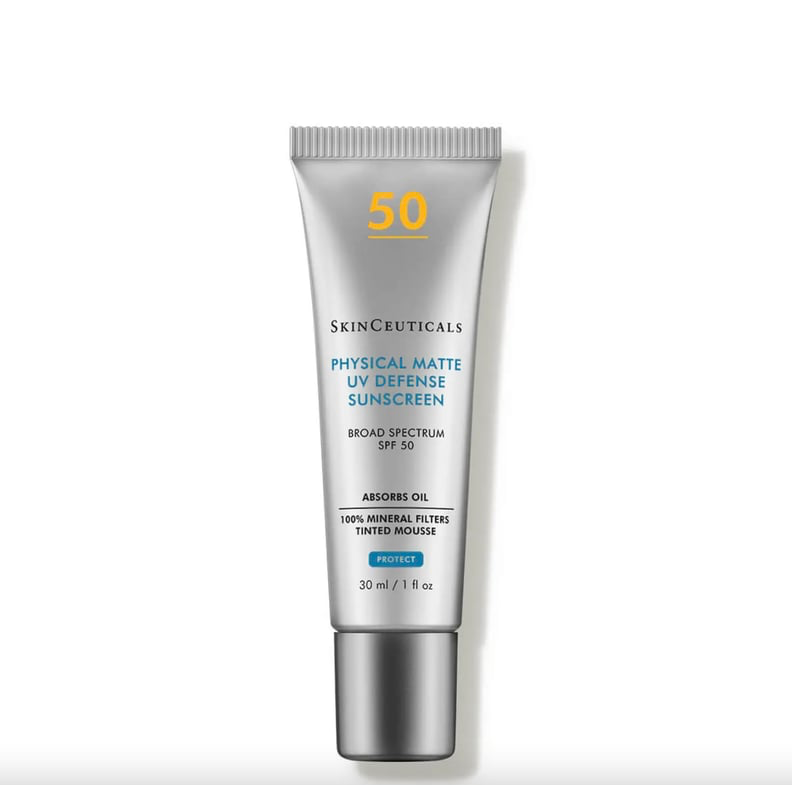 50
SKINCEUTICALS
PHYSICAL MATTE
UV DEFENSE
SUNSCREEN
BROAD SPECTRUM
SPF 50
ABSORBS OIL
100% MINERAL FILTERS
TINTED MOUSSE
PROTECT
30 ml / 1 fl oz